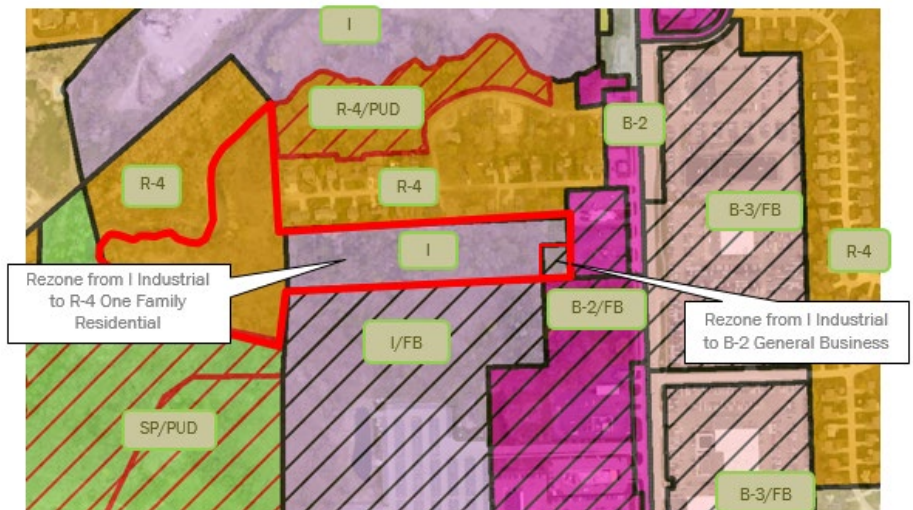 I
R-4/PUD
B-2
R-4
R-4
B-3/FB
R-4
I
Rezone from I Industrial
to R-4 One Family
Residential
B-2/FB
Rezone from I Industrial
to B-2 General Business
I/FB
SP/PUD
B-3/FB